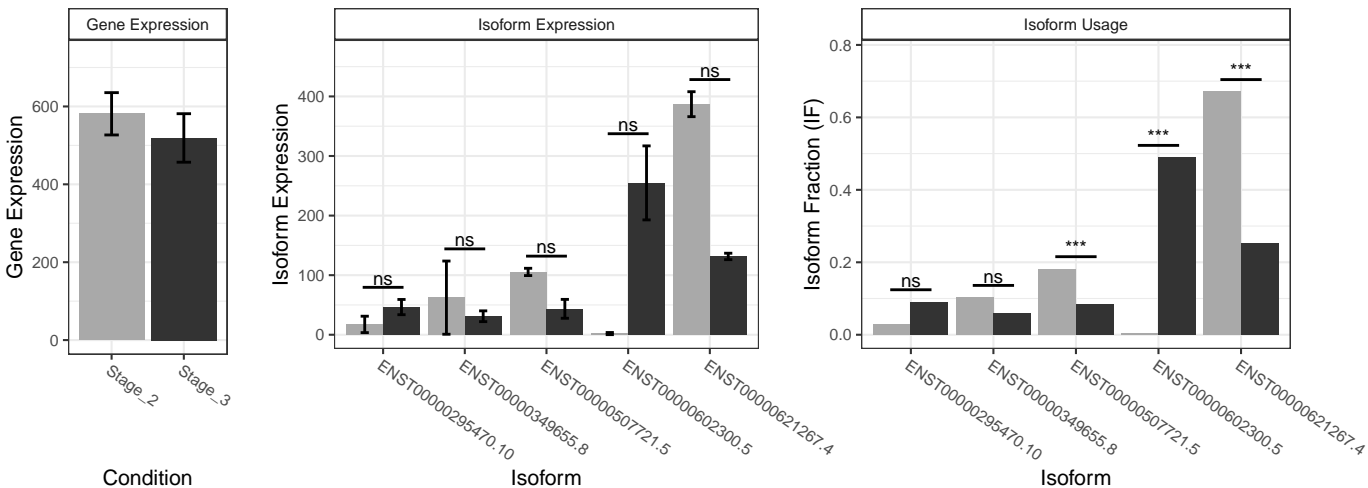 Gene Expression
Isoform Expression
Isoform Usage
Gene Expression
0
200
400
600
Stage_2
Stage_3
Condition
Isoform Expression
0
100
200
300
400
ns
ns
ns
ns
ns
ENST00000295470.10
ENST00000349655.8
ENST00000507721.5
ENST00000602300.5
ENST00000621267.4
Isoform
Isoform Fraction (IF)
0.0
0.2
0.4
0.6
0.8
ns
ns
***
***
***
ENST00000295470.10
ENST00000349655.8
ENST00000507721.5
ENST00000602300.5
ENST00000621267.4
Isoform